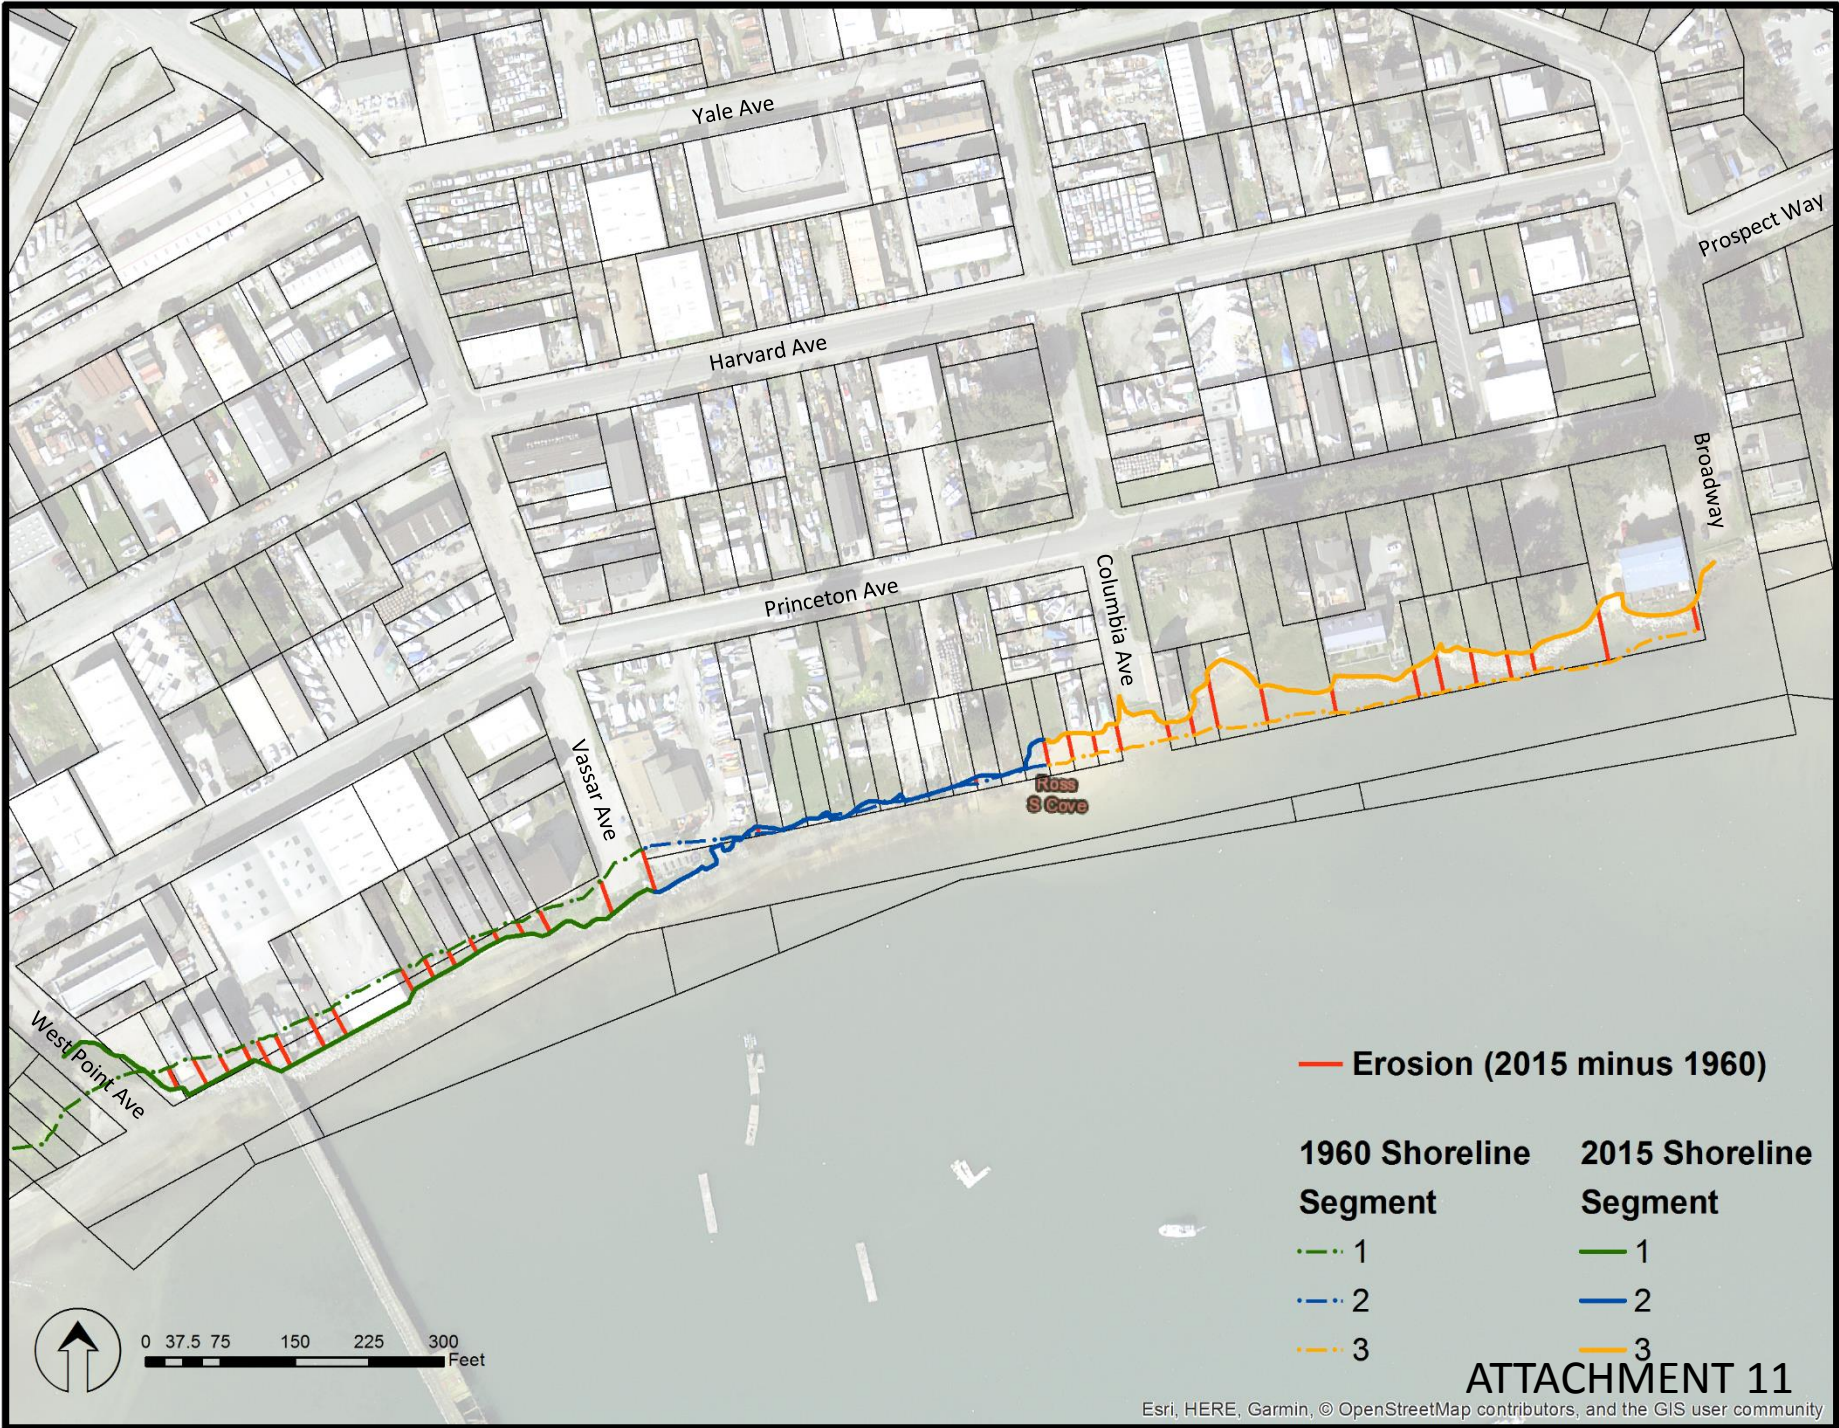 Yale Ave
Prospect Way
Harvard Ave
Broadway
Princeton Ave
Columbia Ave
Vassar Ave
Ross
S Cove
West Point Ave
Erosion (2015 minus 1960)
1960 Shoreline
Segment
1
2
3
2015 Shoreline
Segment
1
2
3
0 37.5 75 150 225 300
Feet
ATTACHMENT 11
Esri, HERE, Garmin, © OpenStreetMap contributors, and the GIS user community